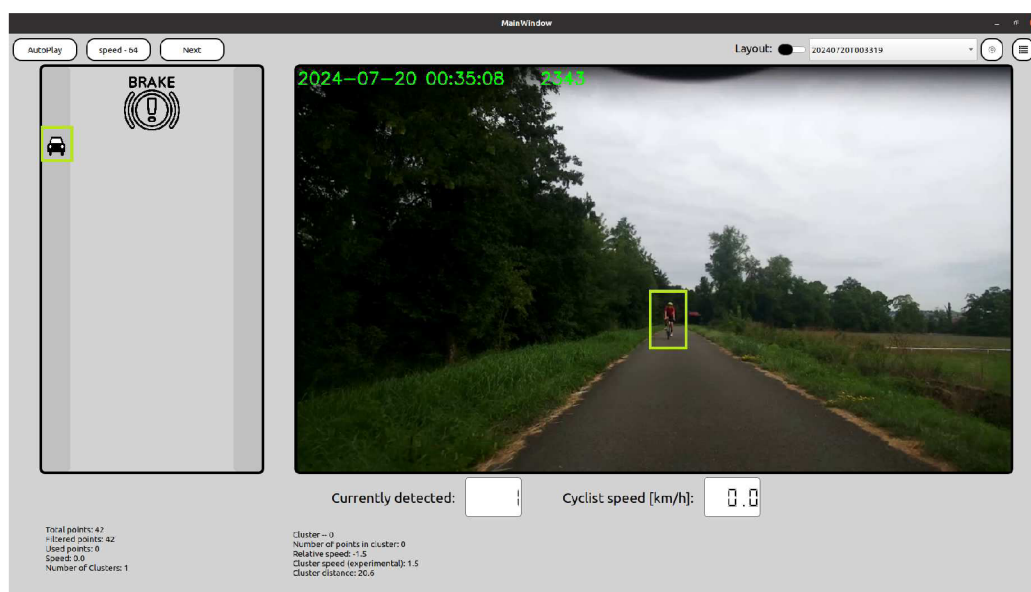 MainWindow
AutoPlay
speed - 64
Next
Layout:
202407201003319
BRAKE
2024-07-20 00:35:08 2343
Currently detected: 1
Cyclist speed [km/h]: 0.0
Total points: 42
Filtered points: 42
Used points: 0
Speed: 0.0
Number of Clusters: 1
Cluster -- 0
Number of points in cluster: 0
Relative speed: -1.5
Cluster speed (experimental): 1.5
Cluster distance: 20.6